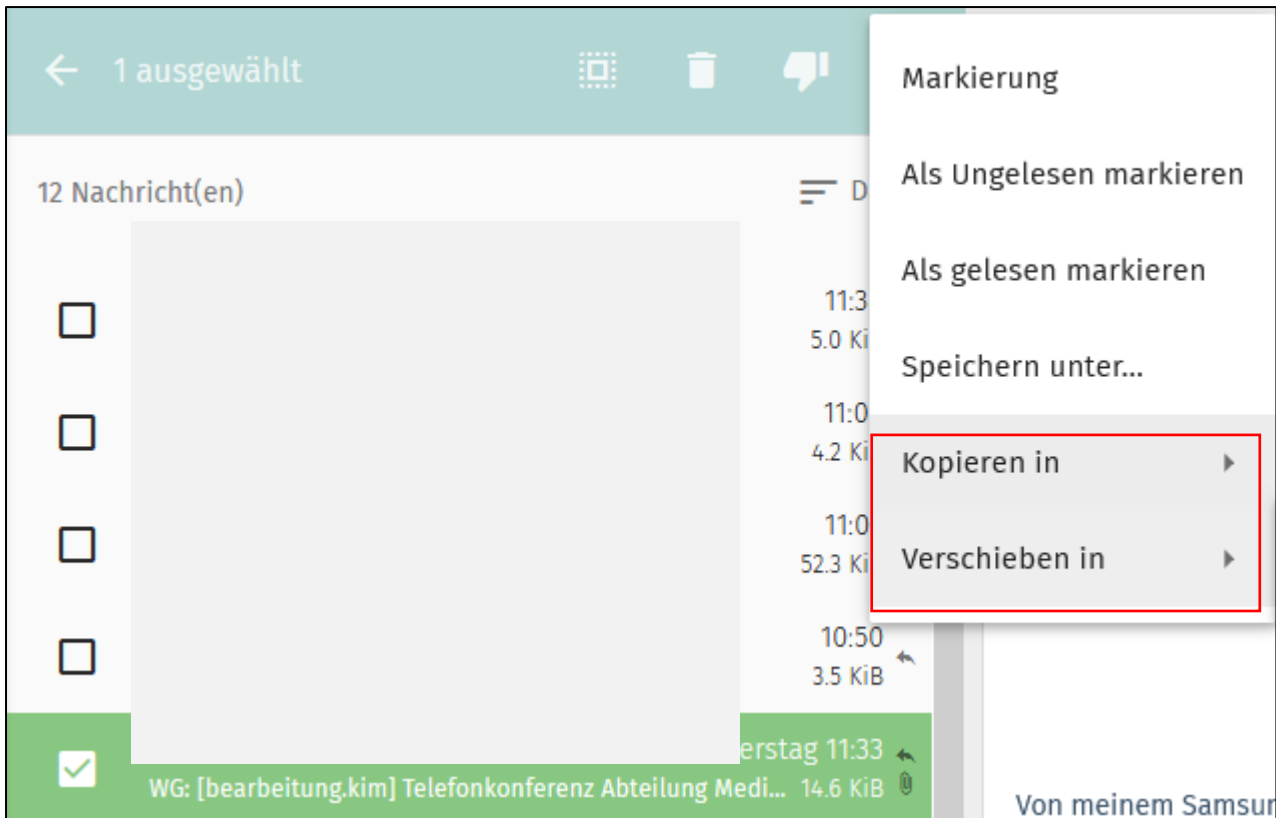 1 ausgewählt
12 Nachricht(en)
D
11:3
5.0 Ki
11:0
4.2 Ki
11:0
52.3 Ki
10:50
3.5 KiB
erstag 11:33
WG: [bearbeitung.kim] Telefonkonferenz Abteilung Medi... 14.6 KiB
Markierung
Als Ungelesen markieren
Als gelesen markieren
Speichern unter...
Kopieren in
Verschieben in
Von meinem Samsur